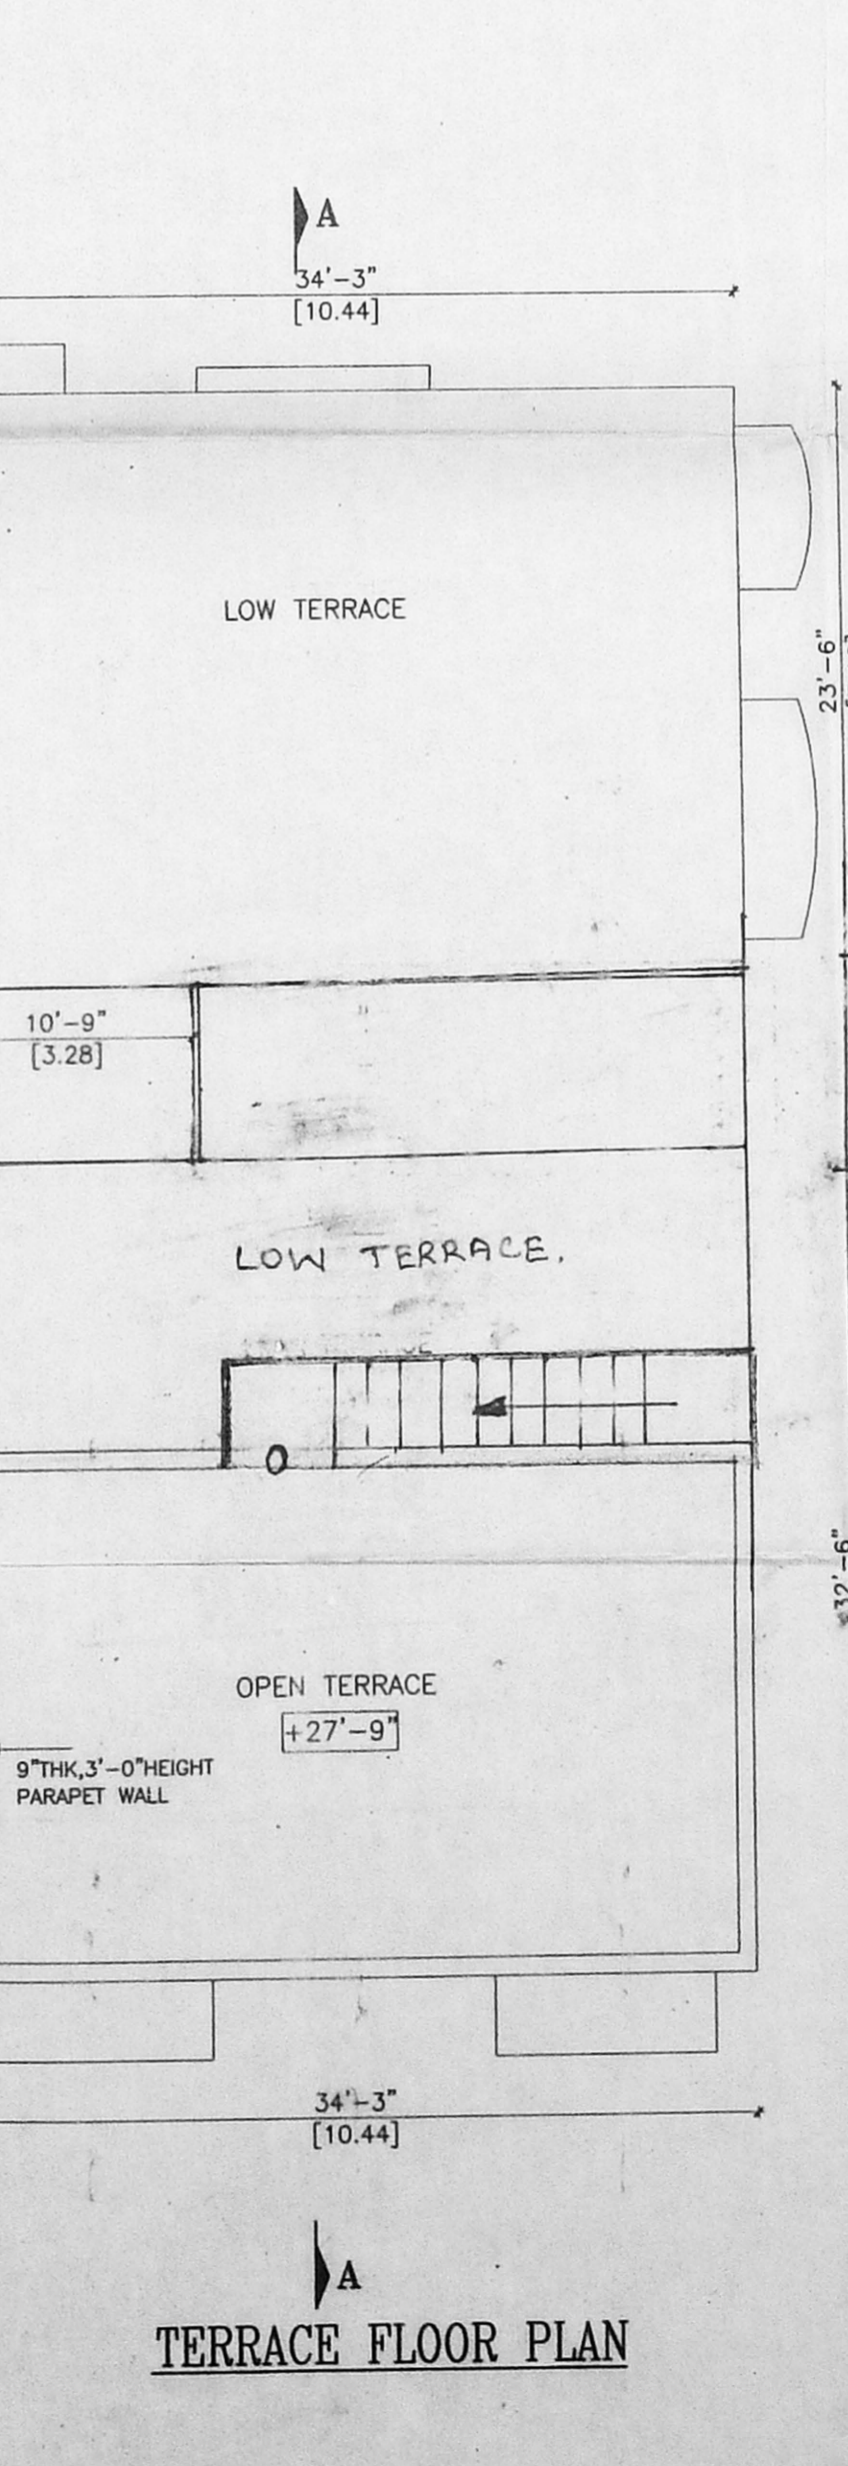 A
34'-3"
[10.44]
LOW TERRACE
23'-6"
10'-9"
[3.28]
LOW TERRACE.
O
32'-6"
OPEN TERRACE
+27'-9"
9"THK,3'-0"HEIGHT
PARAPET WALL
34'-3"
[10.44]
A
TERRACE FLOOR PLAN